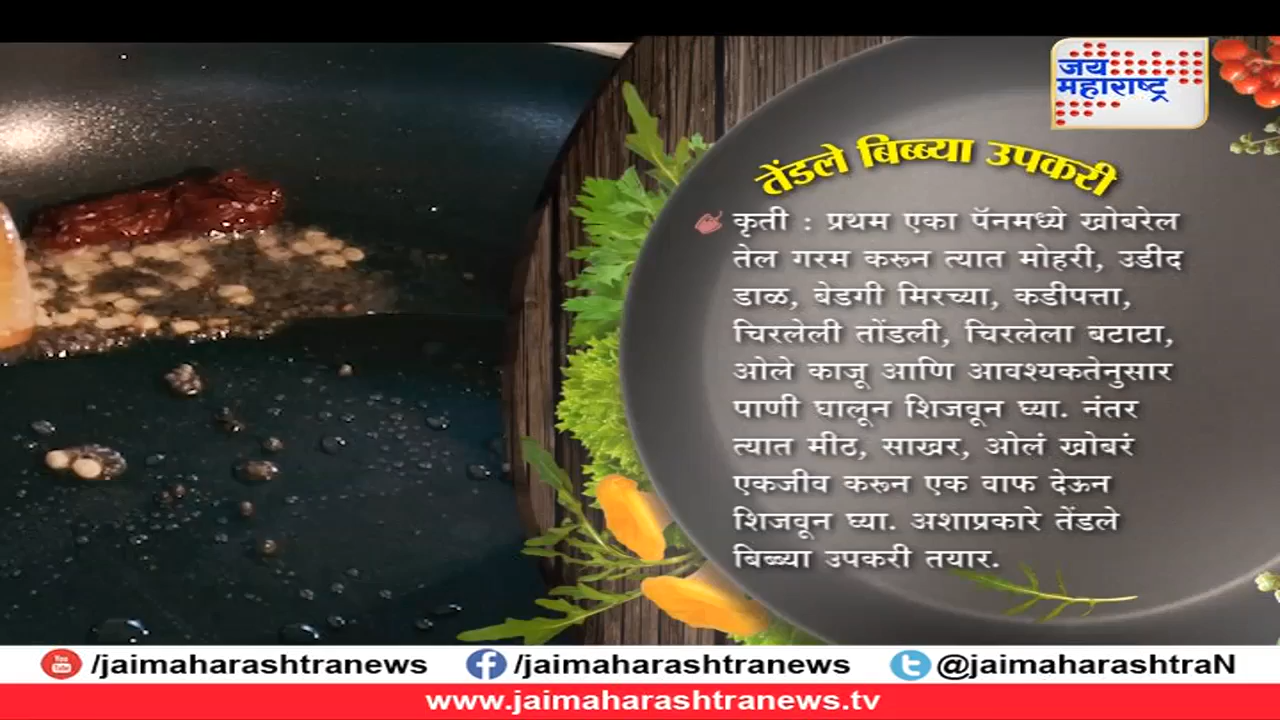 जय
महाराष्ट्र
तेंडले बिब्ब्या उपकरी
कृती : प्रथम एका पॅनमध्ये खोबरेल
तेल गरम करून त्यात मोहरी, उडीद
डाळ, बेडगी मिरच्या, कडीपत्ता,
चिरलेली तोंडली, चिरलेला बटाटा,
ओले काजू आणि आवश्यकतेनुसार
पाणी घालून शिजवून घ्या. नंतर
त्यात मीठ, साखर, ओलं खोबरं
एकजीव करून एक वाफ देऊन
शिजवून घ्या. अशाप्रकारे तेंडले
बिब्ब्या उपकरी तयार.
You Tube /jaimaharashtranews f /jaimaharashtranews @jaimaharashtraN
www.jaimaharashtranews.tv